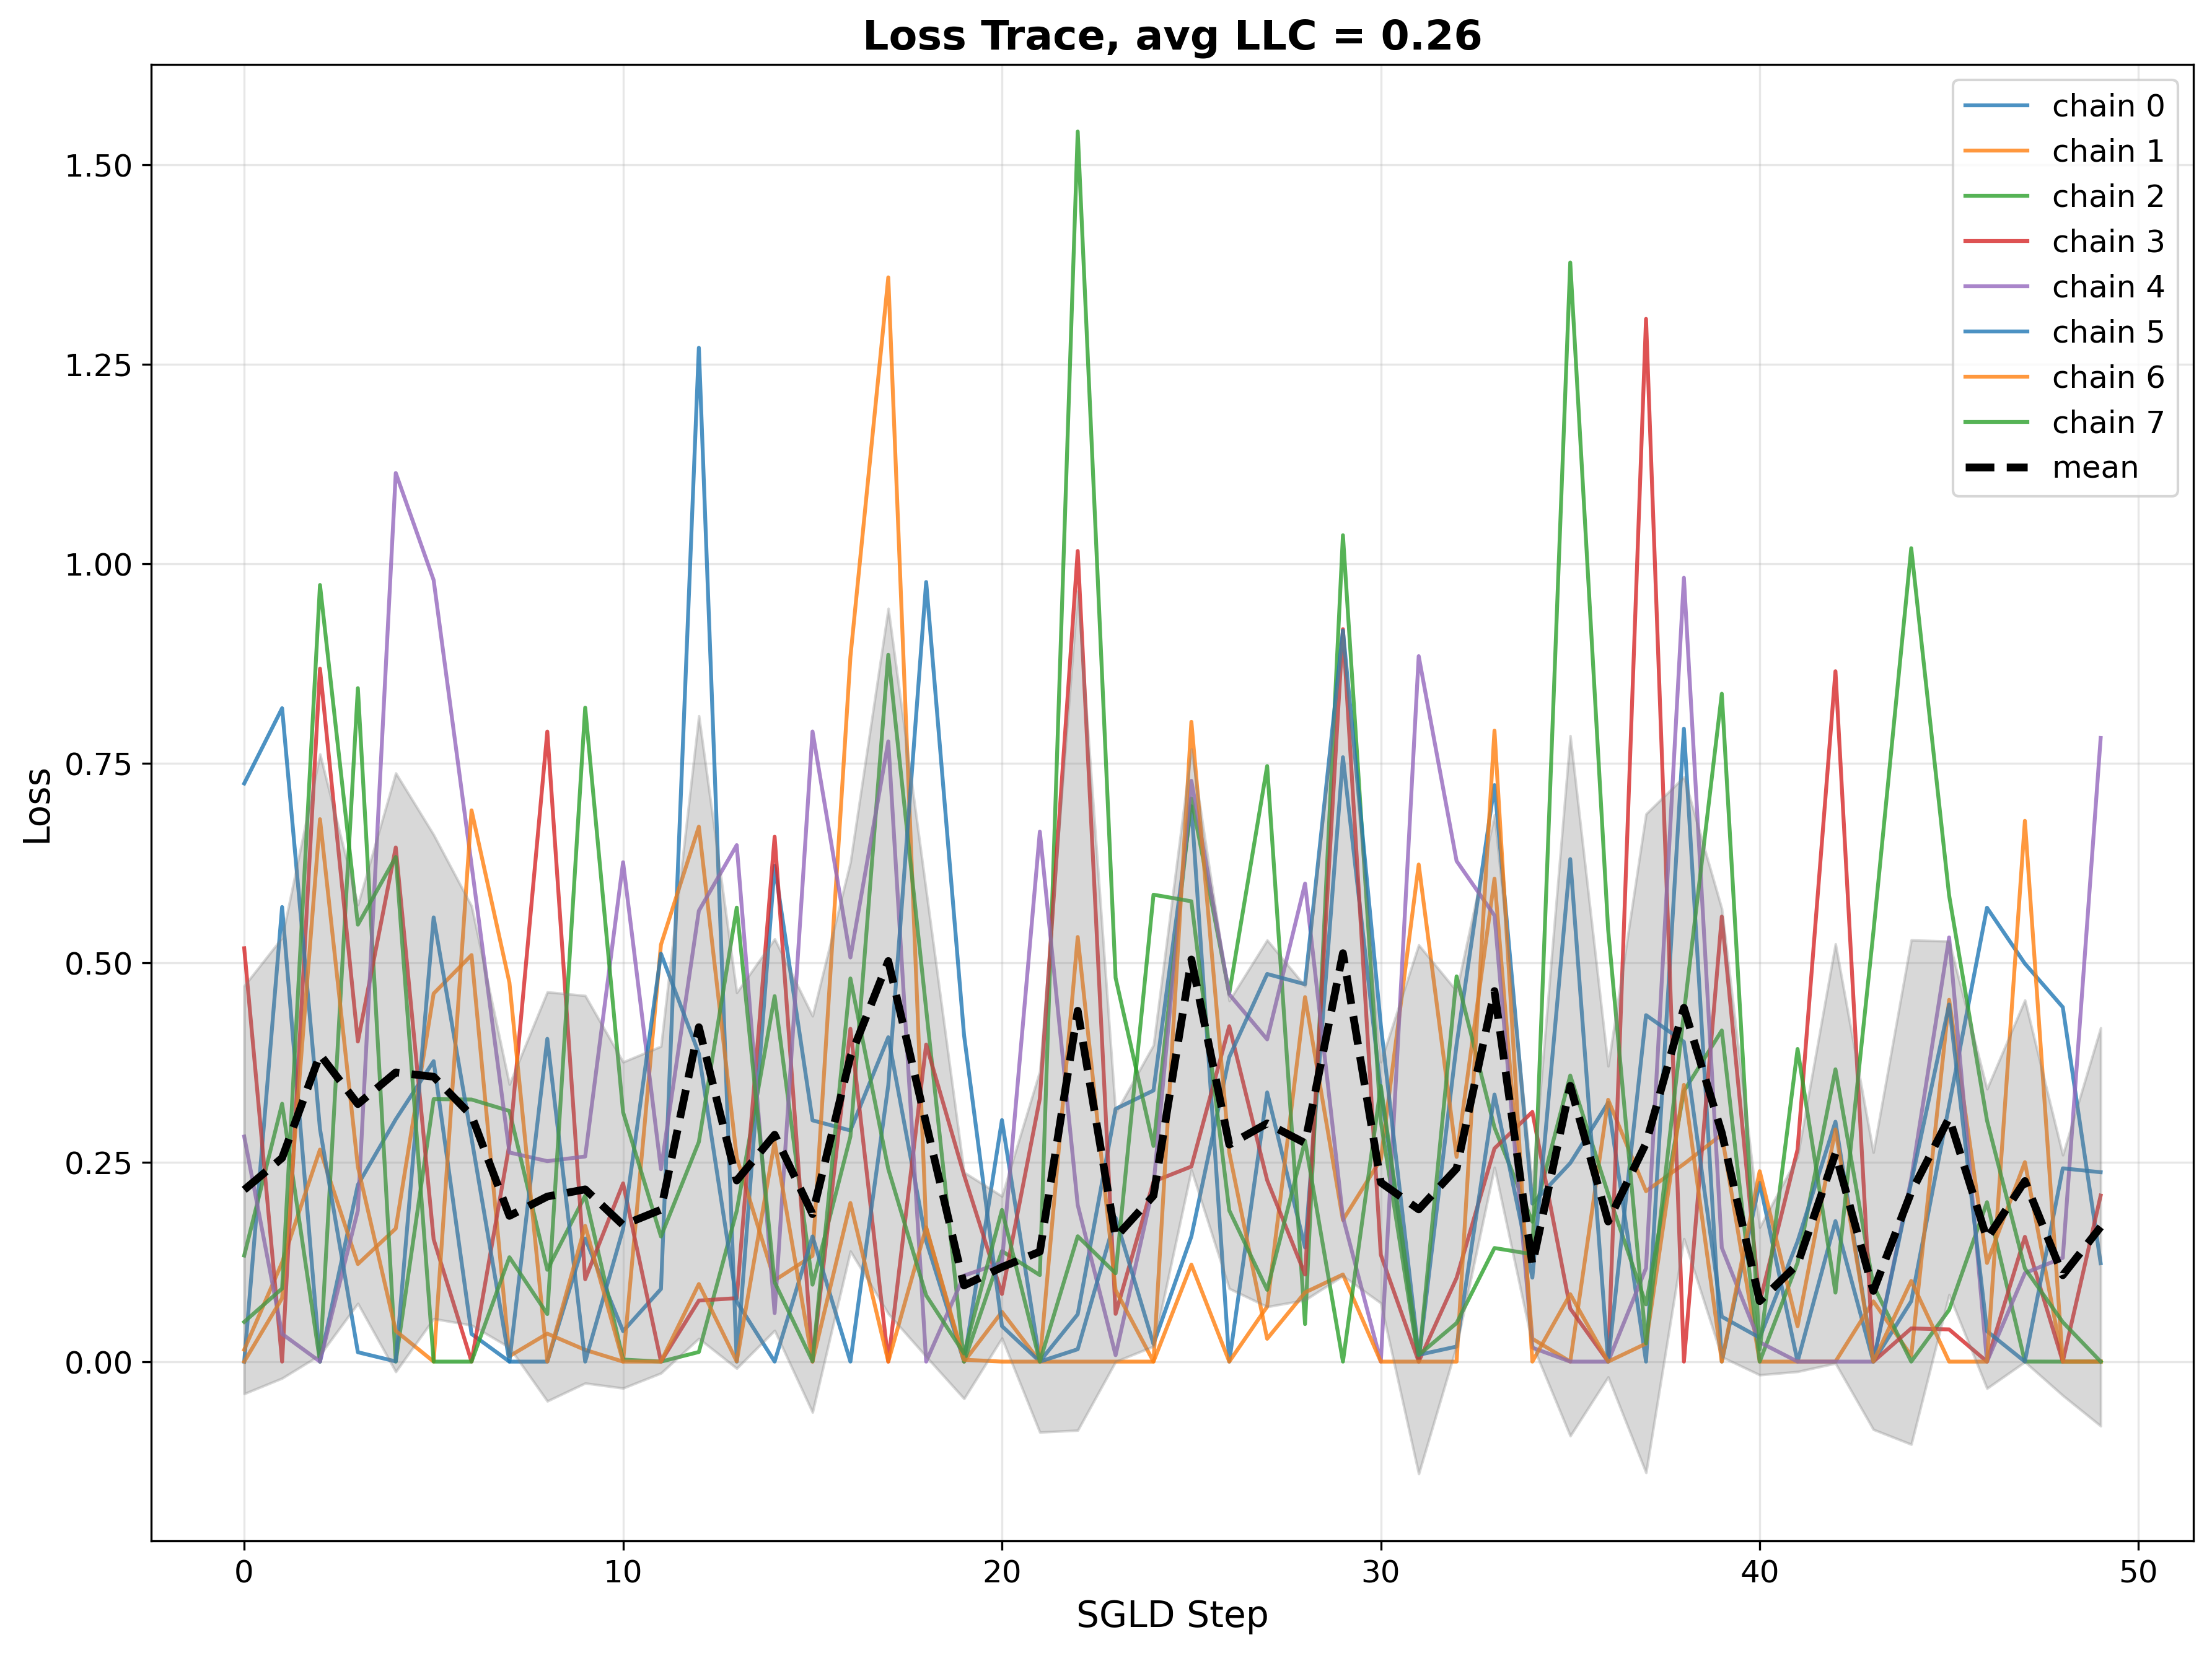 Loss Trace, avg LLC = 0.26
chain 0
chain 1
chain 2
chain 3
chain 4
chain 5
chain 6
chain 7
mean
1.50
1.25
1.00
0.75
0.50
0.25
0.00
Loss
0 10 20 30 40 50
SGLD Step